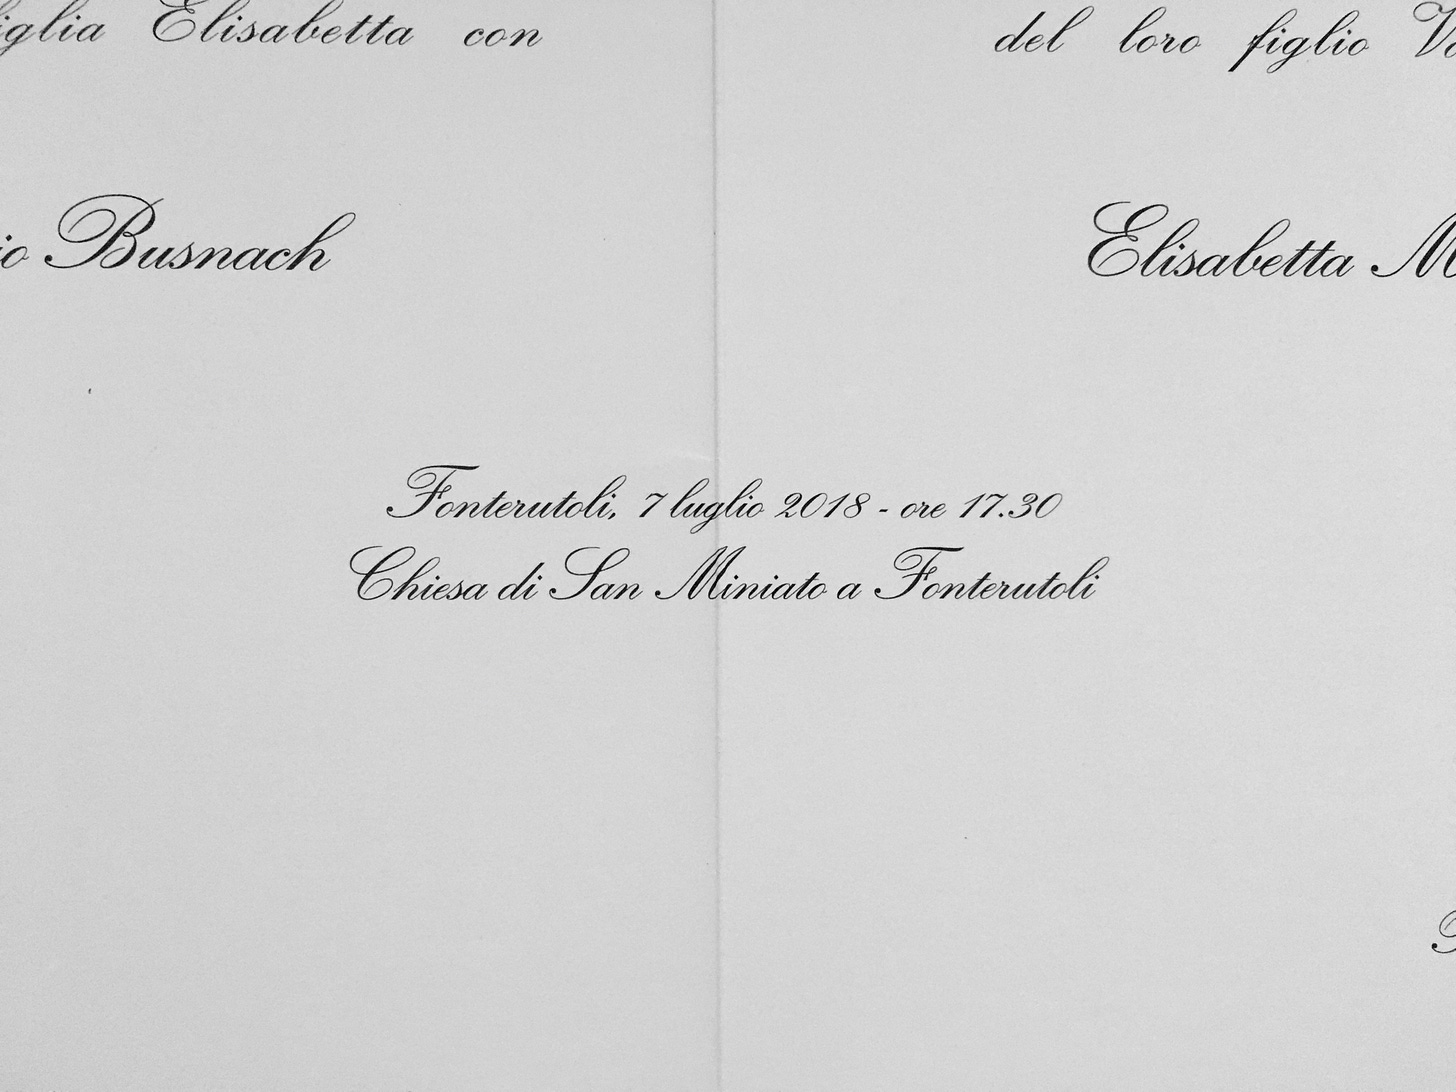 figlia Elisabetta con
del loro figlio
Busnach
Elisabetta
Fonterutoli, 7 luglio 2018 - ore 17.30
Chiesa di San Miniato a Fonterutoli